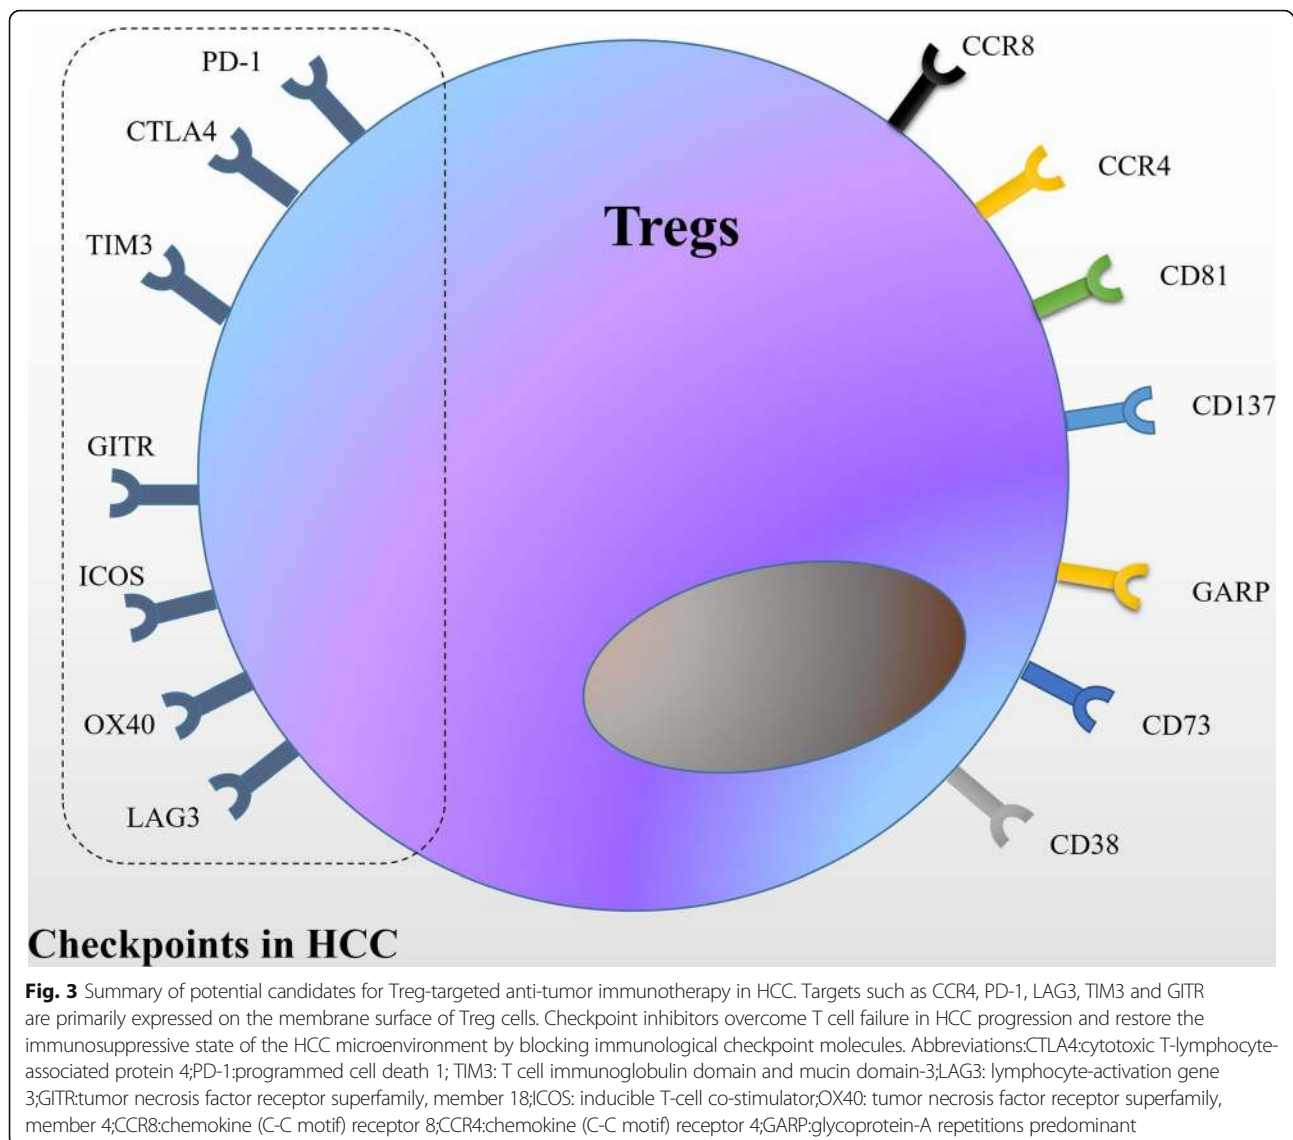 PD-1
CCR8
CTLA4
CCR4
TIM3
Tregs
CD81
CD137
GITR
ICOS
GARP
OX40
CD73
LAG3
CD38
Checkpoints in HCC
Fig. 3 Summary of potential candidates for Treg-targeted anti-tumor immunotherapy in HCC. Targets such as CCR4, PD-1, LAG3, TIM3 and GITR
are primarily expressed on the membrane surface of Treg cells. Checkpoint inhibitors overcome T cell failure in HCC progression and restore the
immunosuppressive state of the HCC microenvironment by blocking immunological checkpoint molecules. Abbreviations:CTLA4:cytotoxic T-lymphocyte-
associated protein 4;PD-1:programmed cell death 1; TIM3: T cell immunoglobulin domain and mucin domain-3;LAG3: lymphocyte-activation gene
3;GITR:tumor necrosis factor receptor superfamily, member 18;ICOS: inducible T-cell co-stimulator;OX40: tumor necrosis factor receptor superfamily,
member 4;CCR8:chemokine (C-C motif) receptor 8;CCR4:chemokine (C-C motif) receptor 4;GARP:glycoprotein-A repetitions predominant